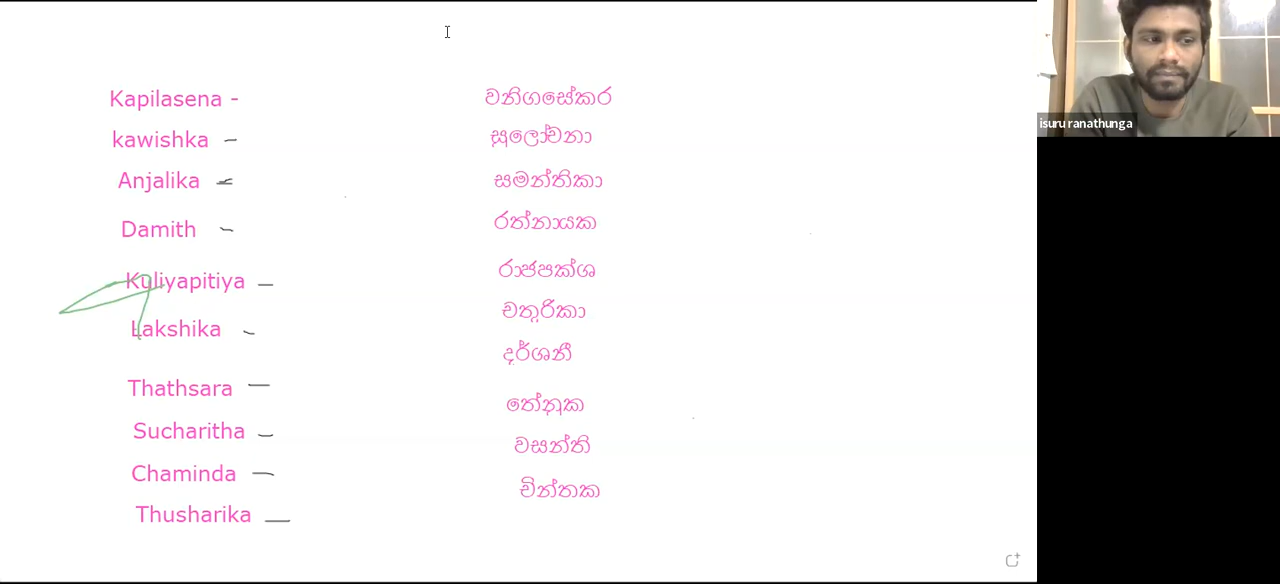 Kapilasena -
kawishka -
Anjalika -
Damith -
Kuliyapitiya -
Lakshika -
Thathsara -
Sucharitha -
Chaminda -
Thusharika -
වනිගසේකර
සුලෝචනා
සමන්තිකා
රත්නායක
රාජපක්ශ
චතුරිකා
දර්ශනී
තේනුක
වසන්ති
චින්තක
isuru ranathunga